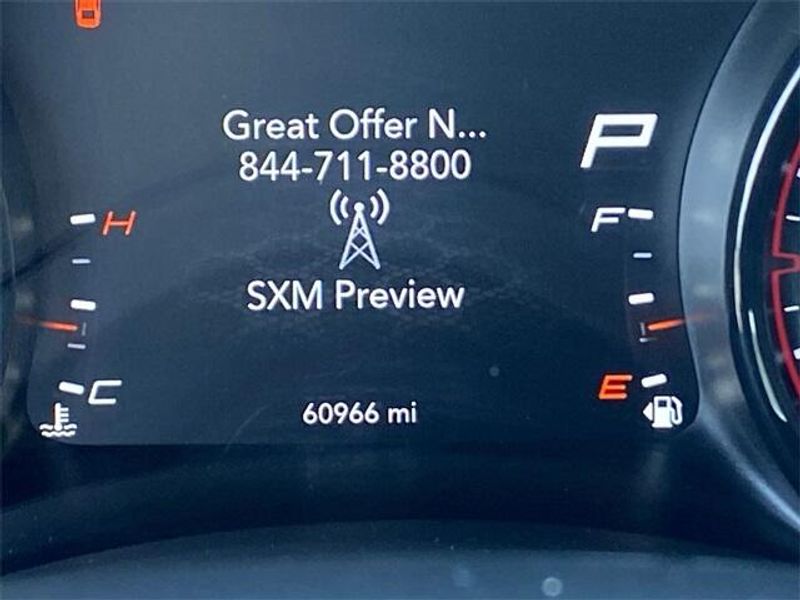 Great Offer N...
844-711-8800
P
H
F
SXM Preview
C
E
60966 mi